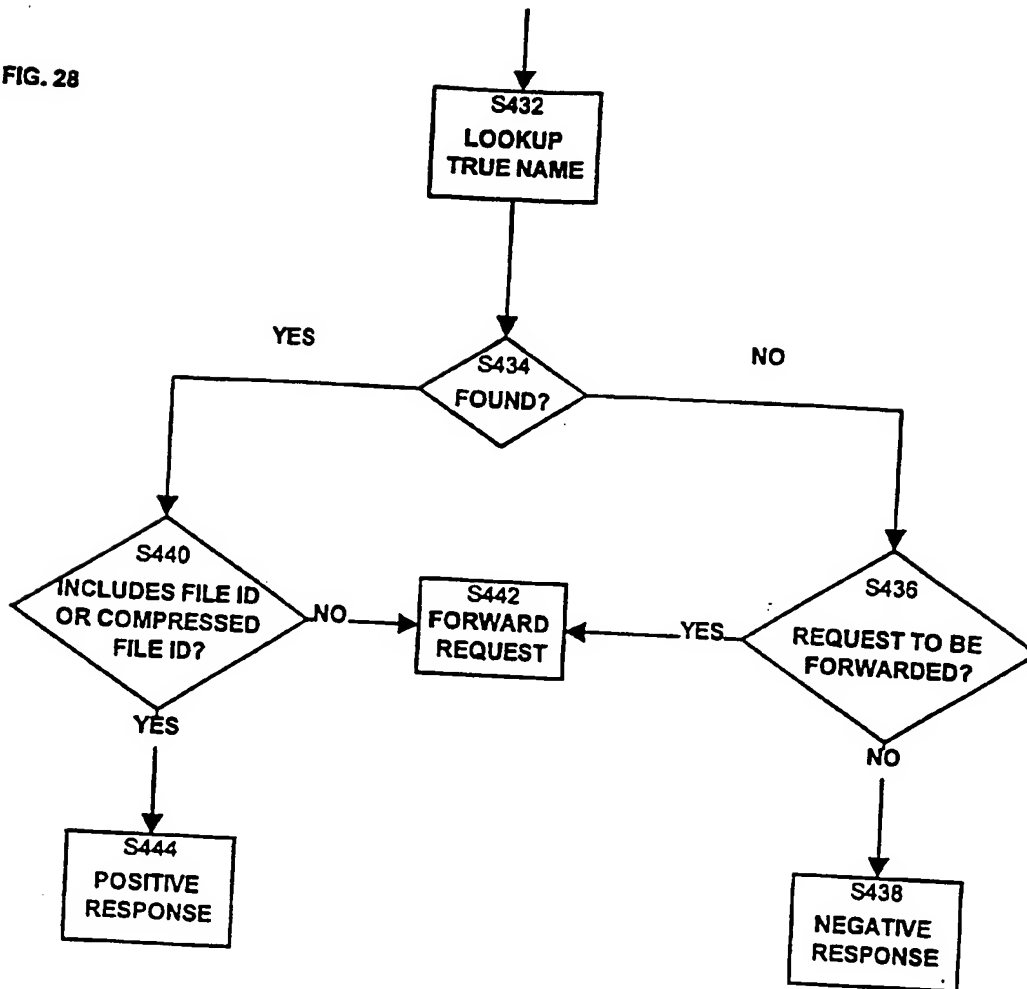 FIG. 28
S432
LOOKUP
TRUE NAME
YES
NO
S434
FOUND?
S440
INCLUDES FILE ID
OR COMPRESSED
FILE ID?
NO
S442
FORWARD
REQUEST
YES
S436
REQUEST TO BE
FORWARDED?
YES
NO
S444
POSITIVE
RESPONSE
S438
NEGATIVE
RESPONSE